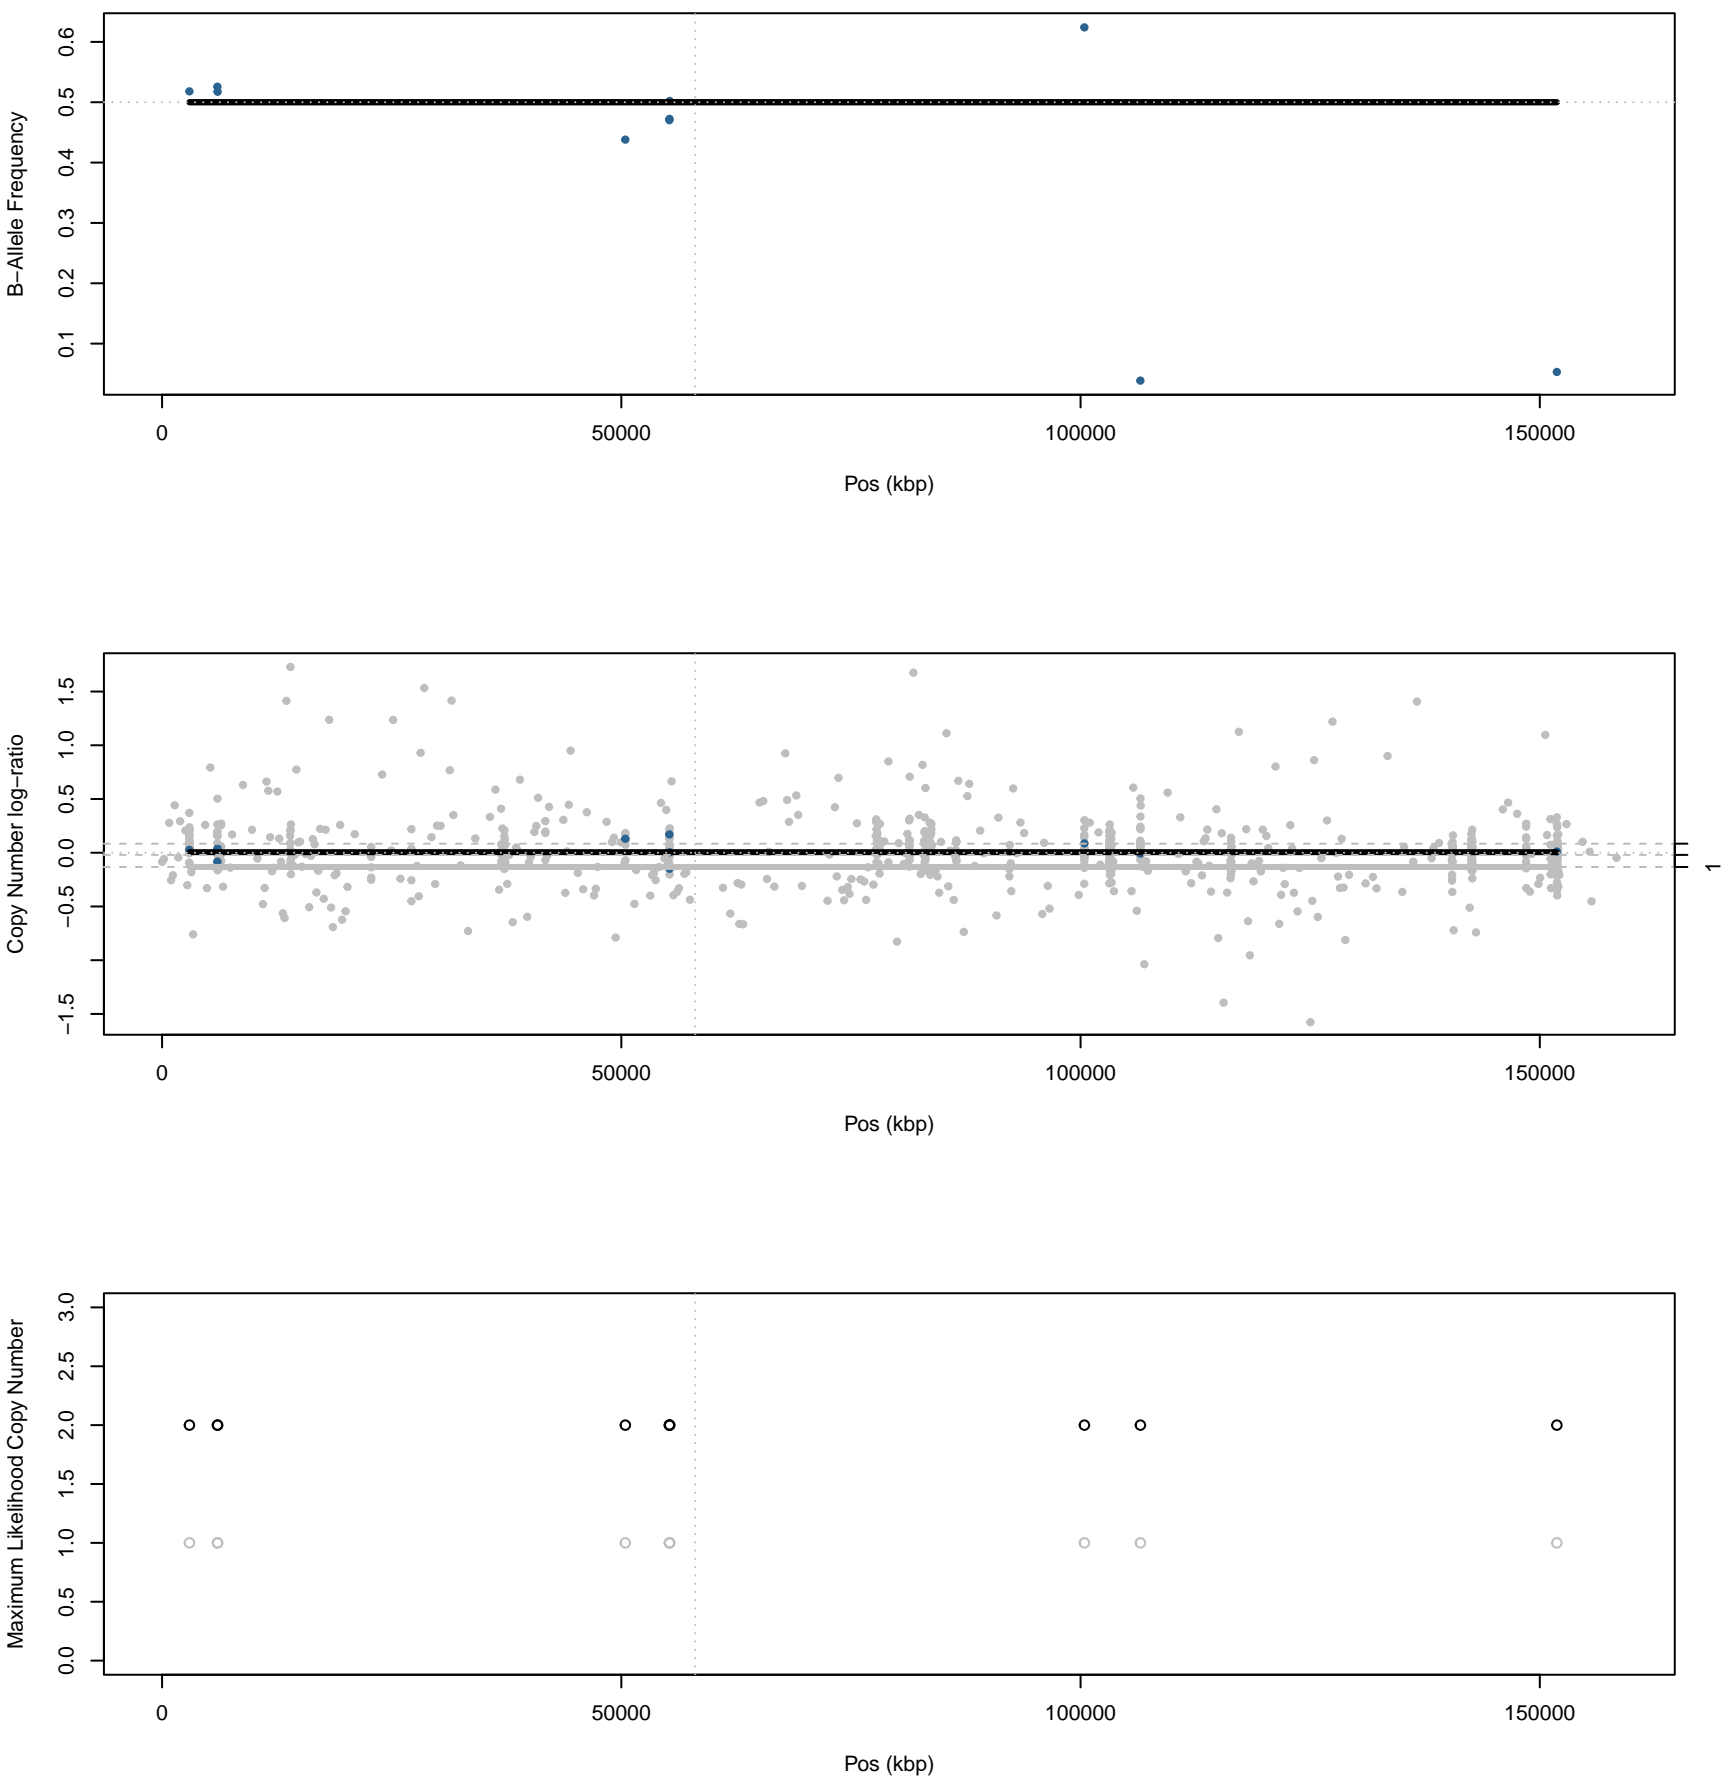 B−Allele Frequency
0.6
0.5
0.4
0.3
0.2
0.1
0 50000 100000 150000
Pos (kbp)
Copy Number log−ratio
1.5
1.0
0.5
0.0
−0.5
−1.5
1
0 50000 100000 150000
Pos (kbp)
Maximum Likelihood Copy Number
3.0
2.5
2.0
1.5
1.0
0.5
0.0
0 50000 100000 150000
Pos (kbp)